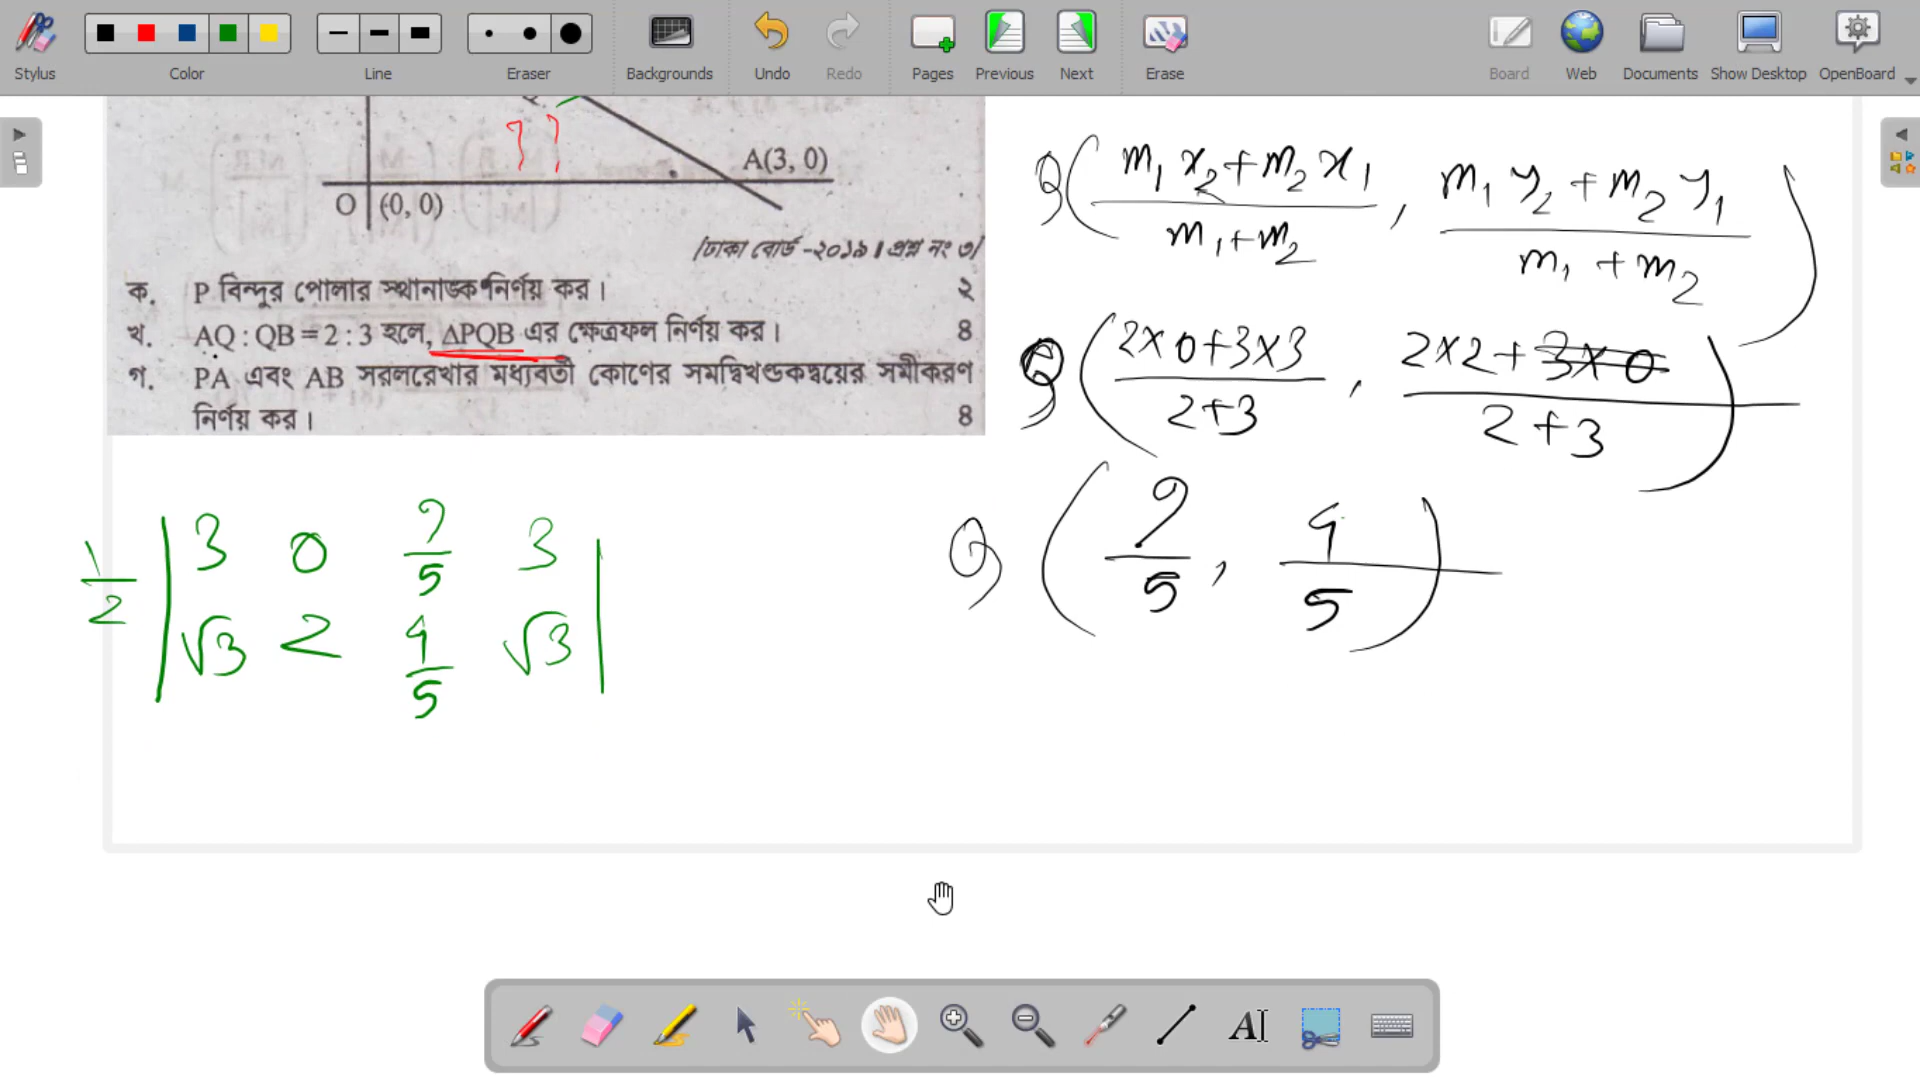 Stylus Color Line Eraser Backgrounds Undo Redo Pages Previous Next Erase Board Web Documents Show Desktop OpenBoard
? ?
A(3, 0)
O (0, 0)
[ঢাকা বোর্ড -২০১৯। প্রশ্ন নং ৩]
ক. P বিন্দুর পোলার স্থানাঙ্ক নির্ণয় কর। ২
খ. AQ : QB = 2 : 3 হলে, ΔPQB এর ক্ষেত্রফল নির্ণয় কর। 8
গ. PA এবং AB সরলরেখার মধ্যবর্তী কোণের সমদ্বিখণ্ডকদ্বয়ের সমীকরণ
নির্ণয় কর। 8
1/2 | 3 0 9/5 3 |
√3 2 4/5 √3
Q( (m₁x₂+m₂x₁)/(m₁+m₂) , (m₁y₂+m₂y₁)/(m₁+m₂) )
Q( (2×0+3×3)/(2+3) , (2×2+3×0)/(2+3) )
Q( 9/5 , 4/5 )